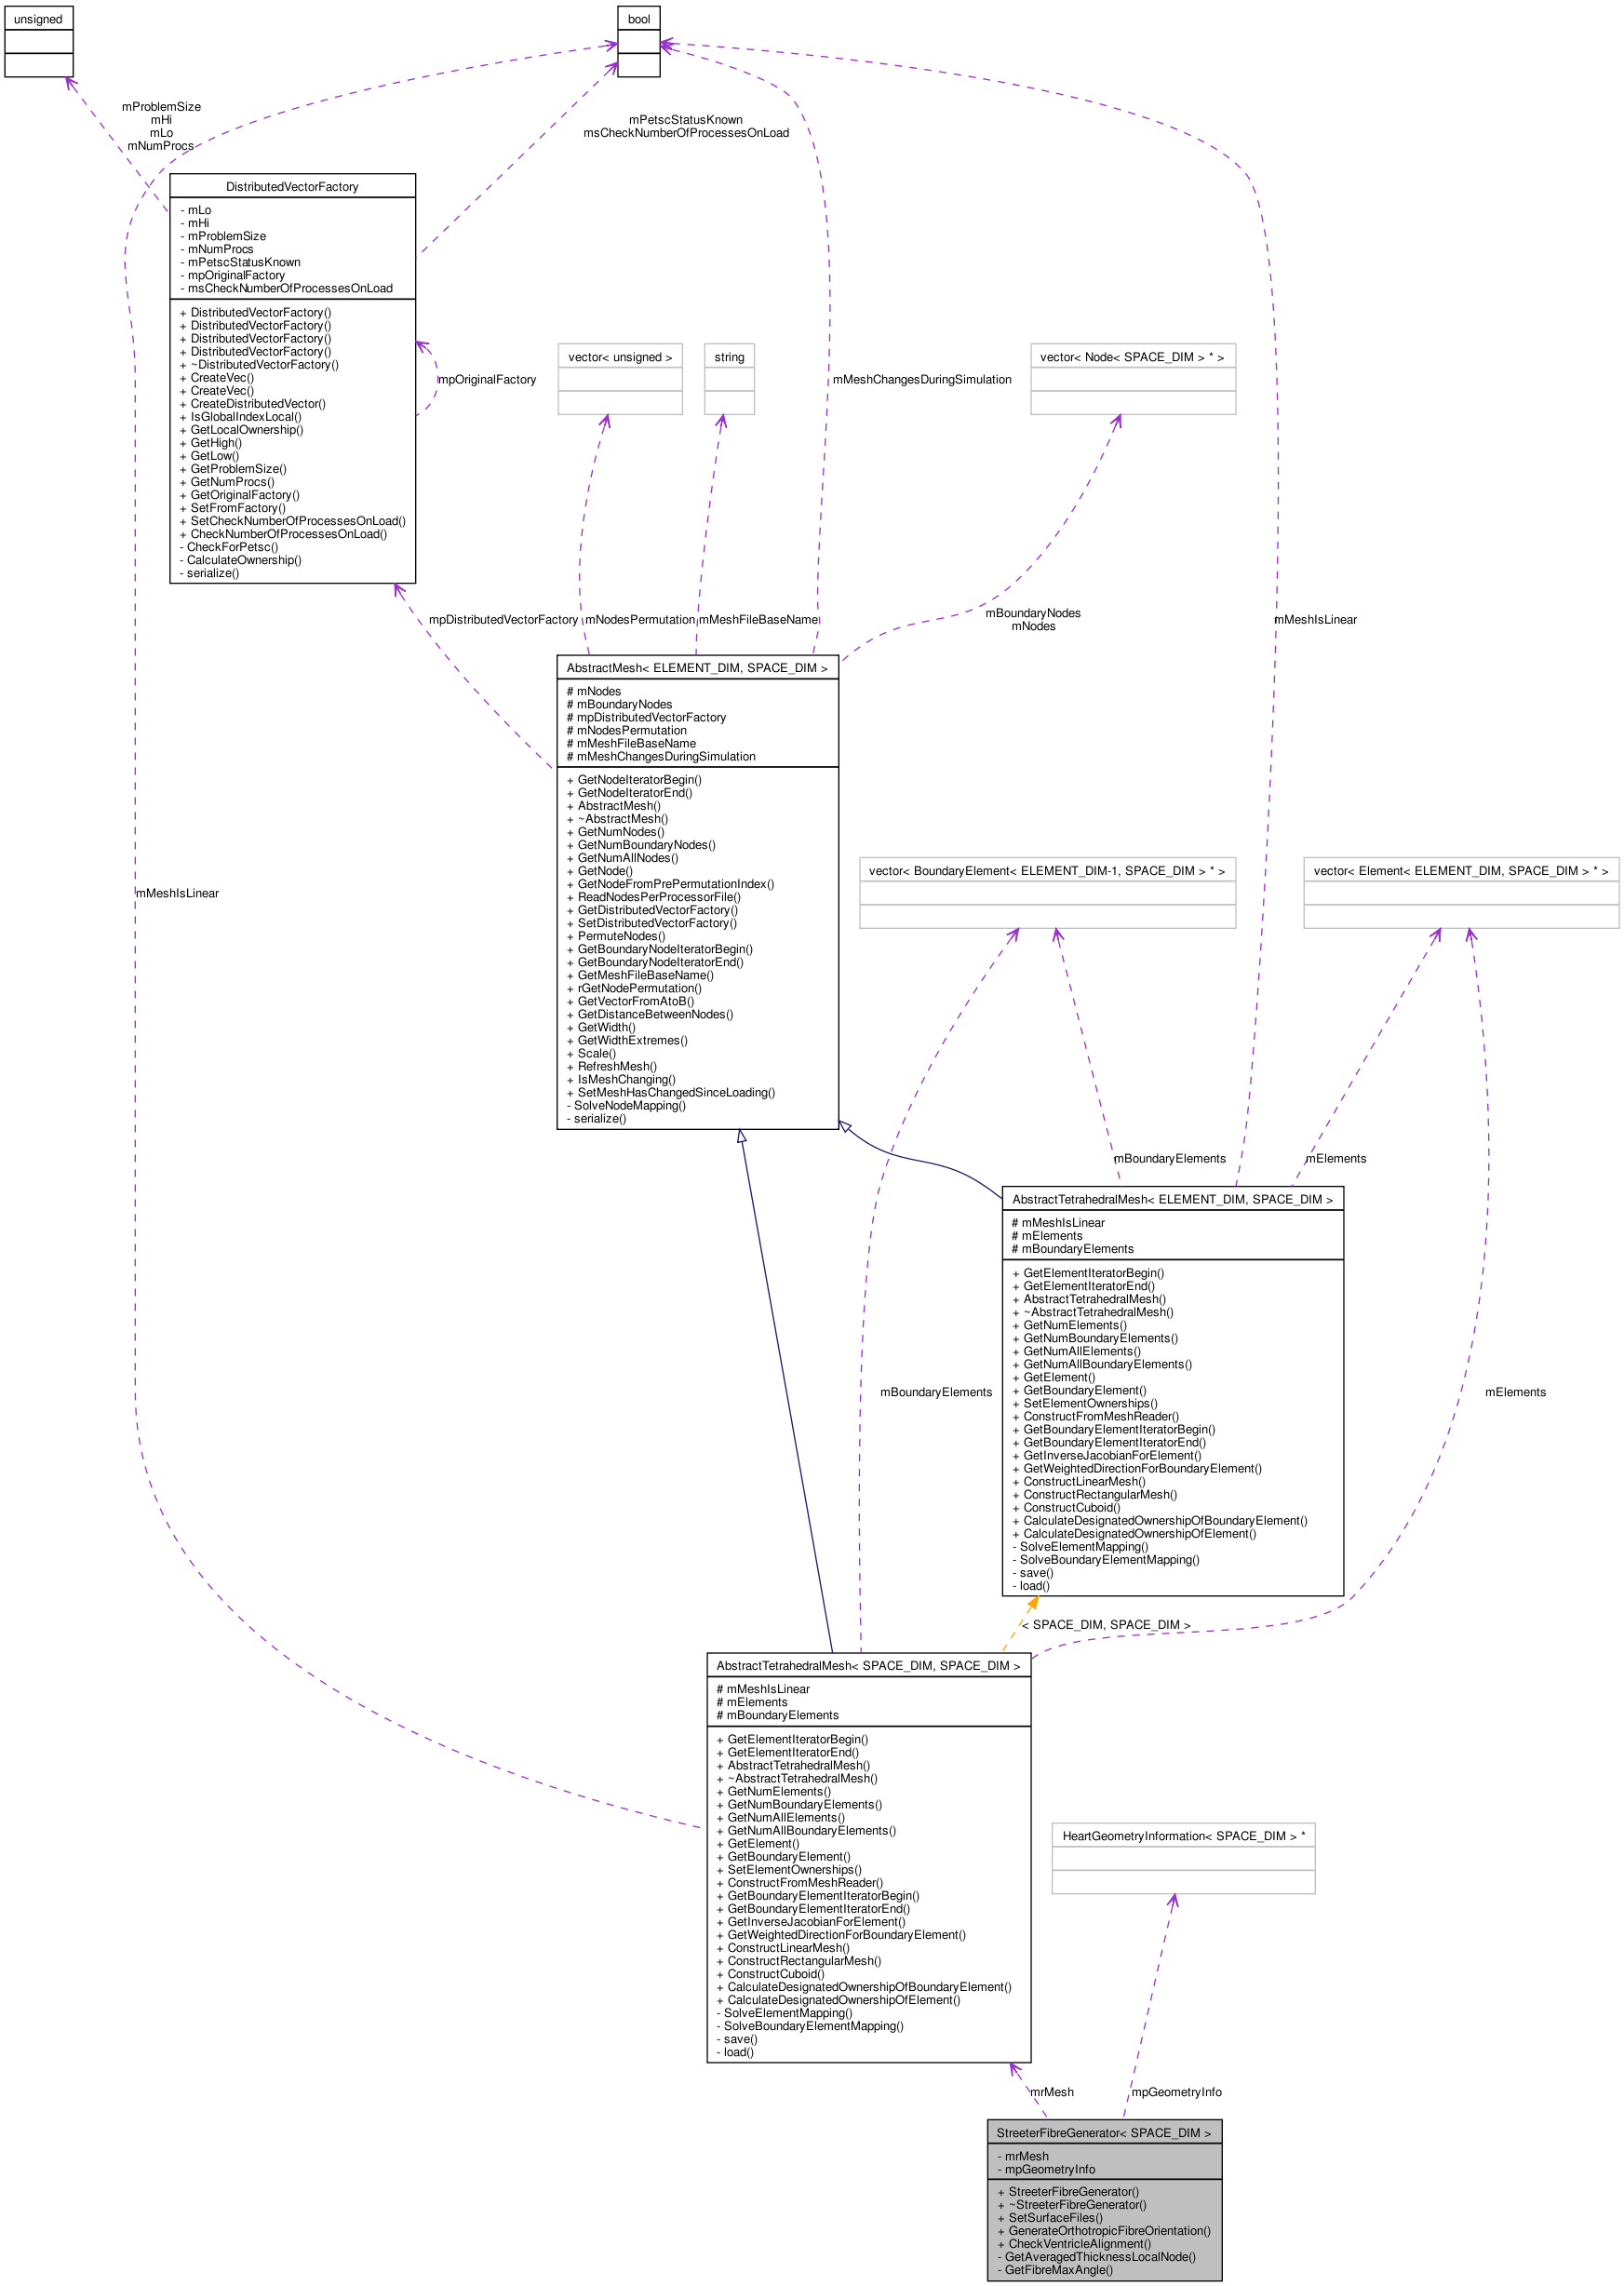 unsigned
bool
mProblemSize
mHi
mLo
mNumProcs
mPetscStatusKnown
msCheckNumberOfProcessesOnLoad
DistributedVectorFactory
- mLo
- mHi
- mProblemSize
- mNumProcs
- mPetscStatusKnown
- mpOriginalFactory
- msCheckNumberOfProcessesOnLoad
+ DistributedVectorFactory()
+ DistributedVectorFactory()
+ DistributedVectorFactory()
+ DistributedVectorFactory()
+ ~DistributedVectorFactory()
+ CreateVec()
+ CreateVec()
+ CreateDistributedVector()
+ IsGlobalIndexLocal()
+ GetLocalOwnership()
+ GetHigh()
+ GetLow()
+ GetProblemSize()
+ GetNumProcs()
+ GetOriginalFactory()
+ SetFromFactory()
+ SetCheckNumberOfProcessesOnLoad()
+ CheckNumberOfProcessesOnLoad()
- CheckForPetsc()
- CalculateOwnership()
- serialize()
mpOriginalFactory
vector< unsigned >
string
mMeshChangesDuringSimulation
vector< Node< SPACE_DIM > * >
mpDistributedVectorFactory
mNodesPermutation
mMeshFileBaseName
mBoundaryNodes
mNodes
mMeshIsLinear
AbstractMesh< ELEMENT_DIM, SPACE_DIM >
# mNodes
# mBoundaryNodes
# mpDistributedVectorFactory
# mNodesPermutation
# mMeshFileBaseName
# mMeshChangesDuringSimulation
+ GetNodeIteratorBegin()
+ GetNodeIteratorEnd()
+ AbstractMesh()
+ ~AbstractMesh()
+ GetNumNodes()
+ GetNumBoundaryNodes()
+ GetNumAllNodes()
+ GetNode()
+ GetNodeFromPrePermutationIndex()
+ ReadNodesPerProcessorFile()
+ GetDistributedVectorFactory()
+ SetDistributedVectorFactory()
+ PermuteNodes()
+ GetBoundaryNodeIteratorBegin()
+ GetBoundaryNodeIteratorEnd()
+ GetMeshFileBaseName()
+ rGetNodePermutation()
+ GetVectorFromAtoB()
+ GetDistanceBetweenNodes()
+ GetWidth()
+ GetWidthExtremes()
+ Scale()
+ RefreshMesh()
+ IsMeshChanging()
+ SetMeshHasChangedSinceLoading()
- SolveNodeMapping()
- serialize()
vector< BoundaryElement< ELEMENT_DIM-1, SPACE_DIM > * >
vector< Element< ELEMENT_DIM, SPACE_DIM > * >
mMeshIsLinear
mBoundaryElements
mElements
AbstractTetrahedralMesh< ELEMENT_DIM, SPACE_DIM >
# mMeshIsLinear
# mElements
# mBoundaryElements
+ GetElementIteratorBegin()
+ GetElementIteratorEnd()
+ AbstractTetrahedralMesh()
+ ~AbstractTetrahedralMesh()
+ GetNumElements()
+ GetNumBoundaryElements()
+ GetNumAllElements()
+ GetNumAllBoundaryElements()
+ GetElement()
+ GetBoundaryElement()
+ SetElementOwnerships()
+ ConstructFromMeshReader()
+ GetBoundaryElementIteratorBegin()
+ GetBoundaryElementIteratorEnd()
+ GetInverseJacobianForElement()
+ GetWeightedDirectionForBoundaryElement()
+ ConstructLinearMesh()
+ ConstructRectangularMesh()
+ ConstructCuboid()
+ CalculateDesignatedOwnershipOfBoundaryElement()
+ CalculateDesignatedOwnershipOfElement()
- SolveElementMapping()
- SolveBoundaryElementMapping()
- save()
- load()
mBoundaryElements
mElements
< SPACE_DIM, SPACE_DIM >
AbstractTetrahedralMesh< SPACE_DIM, SPACE_DIM >
# mMeshIsLinear
# mElements
# mBoundaryElements
+ GetElementIteratorBegin()
+ GetElementIteratorEnd()
+ AbstractTetrahedralMesh()
+ ~AbstractTetrahedralMesh()
+ GetNumElements()
+ GetNumBoundaryElements()
+ GetNumAllElements()
+ GetNumAllBoundaryElements()
+ GetElement()
+ GetBoundaryElement()
+ SetElementOwnerships()
+ ConstructFromMeshReader()
+ GetBoundaryElementIteratorBegin()
+ GetBoundaryElementIteratorEnd()
+ GetInverseJacobianForElement()
+ GetWeightedDirectionForBoundaryElement()
+ ConstructLinearMesh()
+ ConstructRectangularMesh()
+ ConstructCuboid()
+ CalculateDesignatedOwnershipOfBoundaryElement()
+ CalculateDesignatedOwnershipOfElement()
- SolveElementMapping()
- SolveBoundaryElementMapping()
- save()
- load()
HeartGeometryInformation< SPACE_DIM > *
mrMesh
mpGeometryInfo
StreeterFibreGenerator< SPACE_DIM >
- mrMesh
- mpGeometryInfo
+ StreeterFibreGenerator()
+ ~StreeterFibreGenerator()
+ SetSurfaceFiles()
+ GenerateOrthotropicFibreOrientation()
+ CheckVentricleAlignment()
- GetAveragedThicknessLocalNode()
- GetFibreMaxAngle()